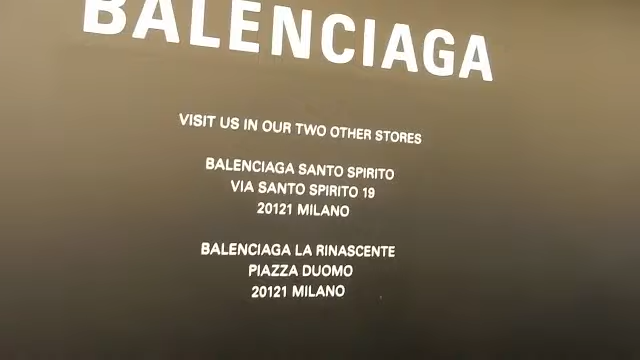 BALENCIAGA
VISIT US IN OUR TWO OTHER STORES
BALENCIAGA SANTO SPIRITO
VIA SANTO SPIRITO 19
20121 MILANO
BALENCIAGA LA RINASCENTE
PIAZZA DUOMO
20121 MILANO